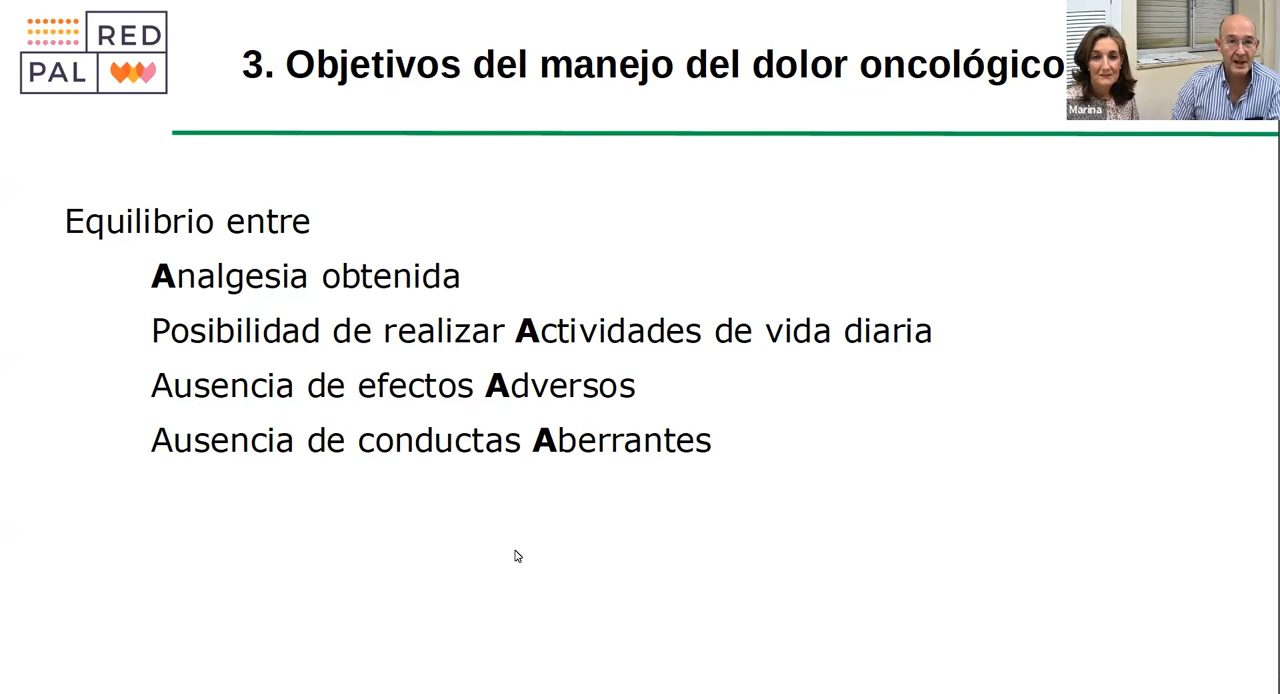 RED
PAL
3. Objetivos del manejo del dolor oncológico
Marina
Equilibrio entre
Analgesia obtenida
Posibilidad de realizar Actividades de vida diaria
Ausencia de efectos Adversos
Ausencia de conductas Aberrantes